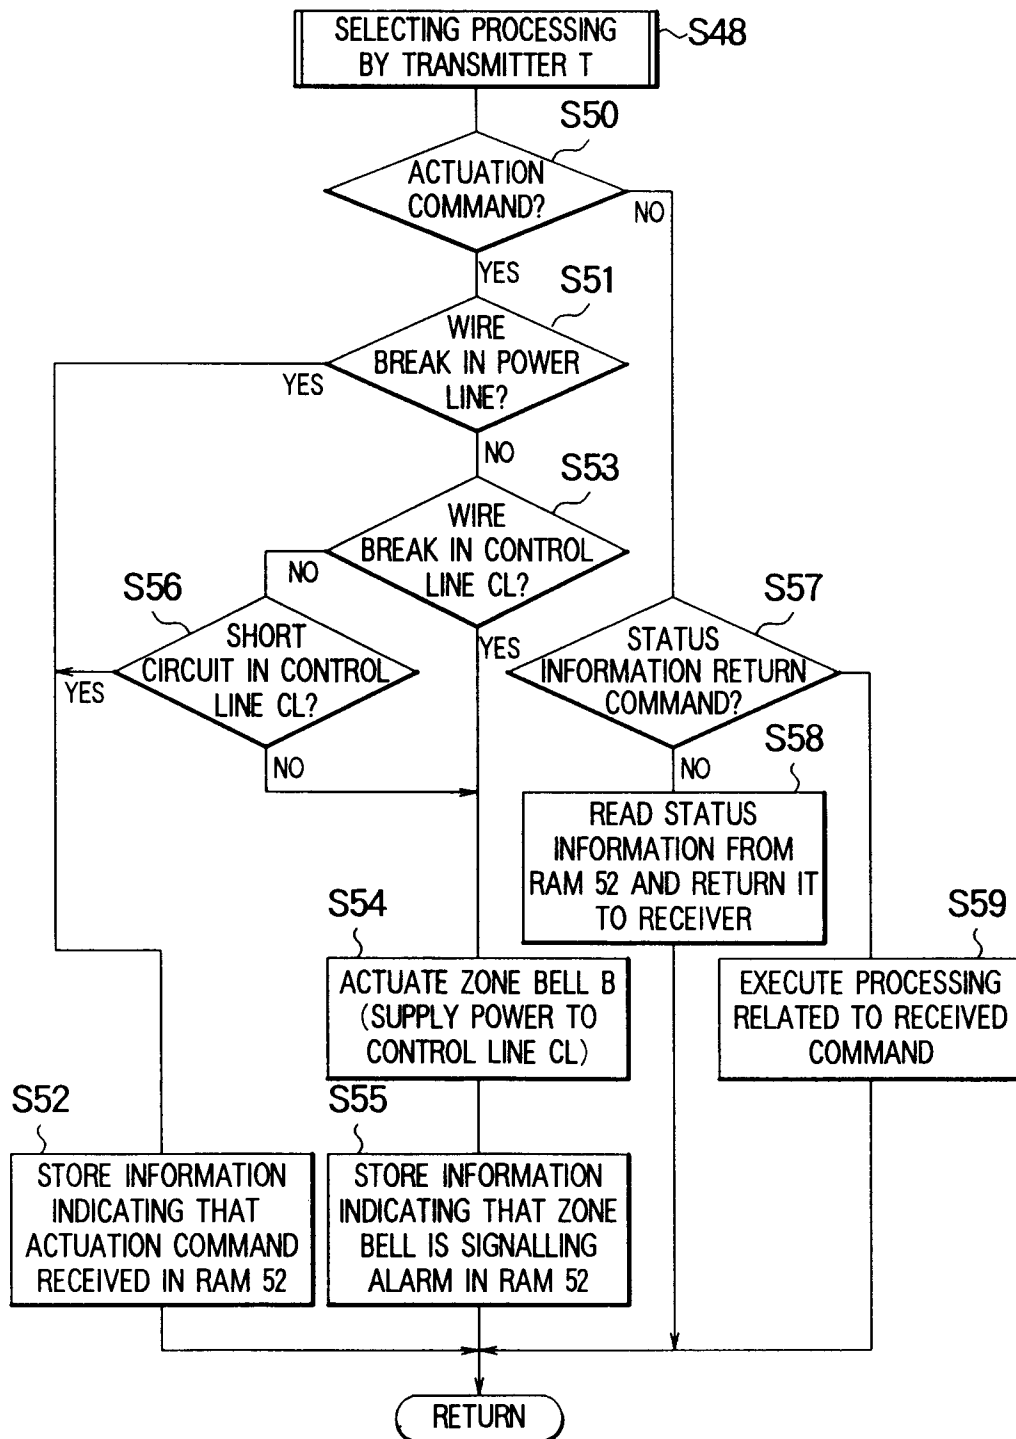 SELECTING PROCESSING
BY TRANSMITTER T
S48
S50
ACTUATION
COMMAND?
NO
YES
S51
WIRE
BREAK IN POWER
LINE?
YES
NO
S53
WIRE
BREAK IN CONTROL
LINE CL?
NO
YES
S56
SHORT
CIRCUIT IN CONTROL
LINE CL?
YES
NO
S57
STATUS
INFORMATION RETURN
COMMAND?
NO
S58
READ STATUS
INFORMATION FROM
RAM 52 AND RETURN IT
TO RECEIVER
S54
ACTUATE ZONE BELL B
(SUPPLY POWER TO
CONTROL LINE CL)
S59
EXECUTE PROCESSING
RELATED TO RECEIVED
COMMAND
S52
STORE INFORMATION
INDICATING THAT
ACTUATION COMMAND
RECEIVED IN RAM 52
S55
STORE INFORMATION
INDICATING THAT ZONE
BELL IS SIGNALLING
ALARM IN RAM 52
RETURN